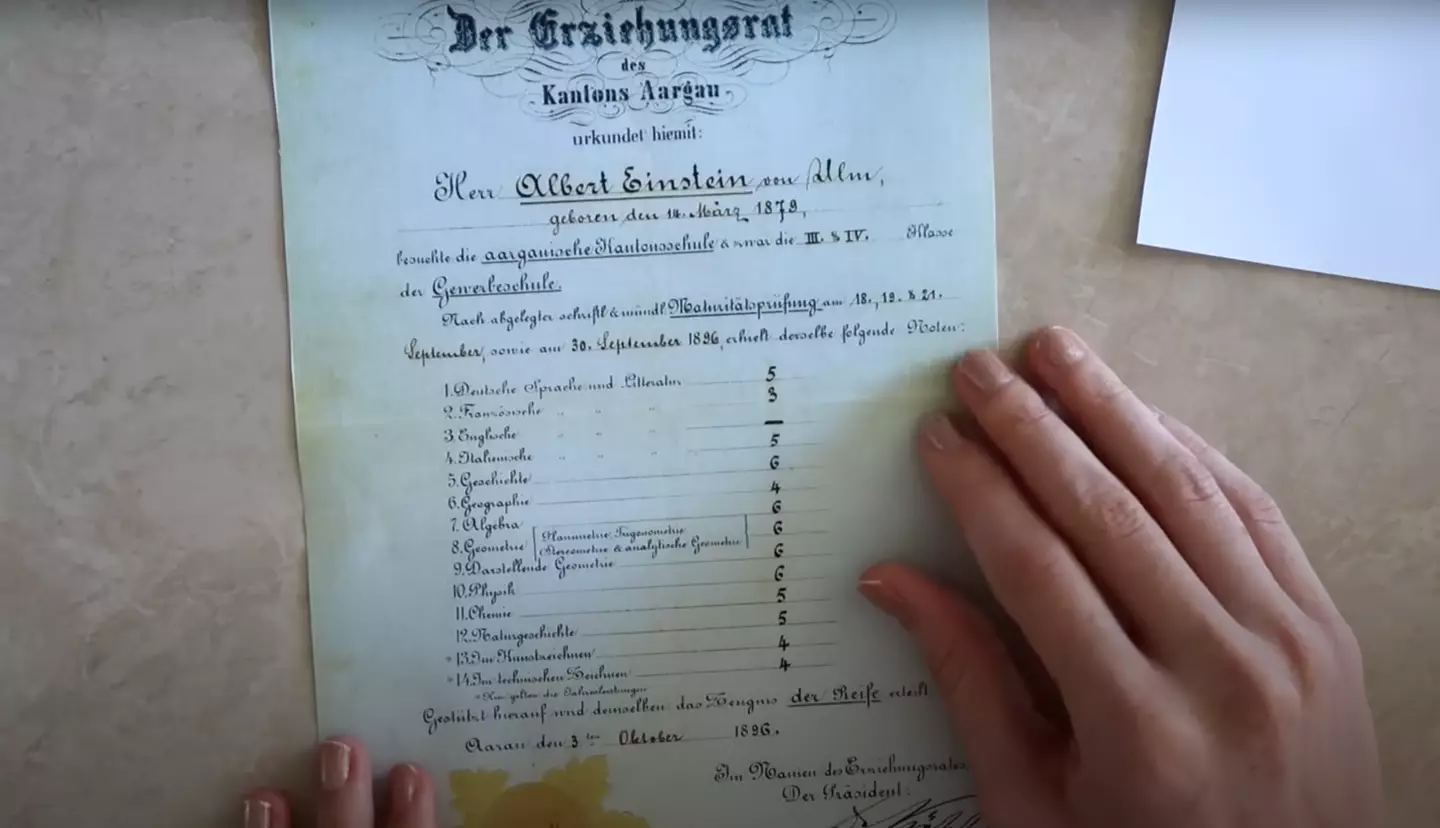 Der Erziehungsrat
des
Kantons Aargau
urkundet hiemit:
Herr Albert Einstein von Ulm,
geboren den 14. März 1879,
besuchte die aargauische Kantonsschule & zwar die III. & IV. Klasse
der Gewerbeschule.
Nach abgelegter schriftl. & mündl. Maturitätsprüfung am 18., 19. & 21.
September, sowie am 30. September 1896, erhielt derselbe folgende Noten:
1. Deutsche Sprache und Litteratur 5
2. Französische " " " 3
3. Englische " " " —
4. Italienische " " " 5
5. Geschichte 6
6. Geographie 4
7. Algebra 6
8. Geometrie [Planimetrie, Trigonometrie 6
Stereometrie & analytische Geometrie]
9. Darstellende Geometrie 6
10. Physik 6
11. Chemie 5
12. Naturgeschichte 5
* 13. Im Kunstzeichnen 4
* 14. Im technischen Zeichnen 4
* Hier gelten die Jahresleistungen
Gestützt hierauf wird demselben das Zeugnis der Reife erteilt
Aarau den 3ten Oktober 1896.
Im Namen des Erziehungsrates,
Der Präsident: